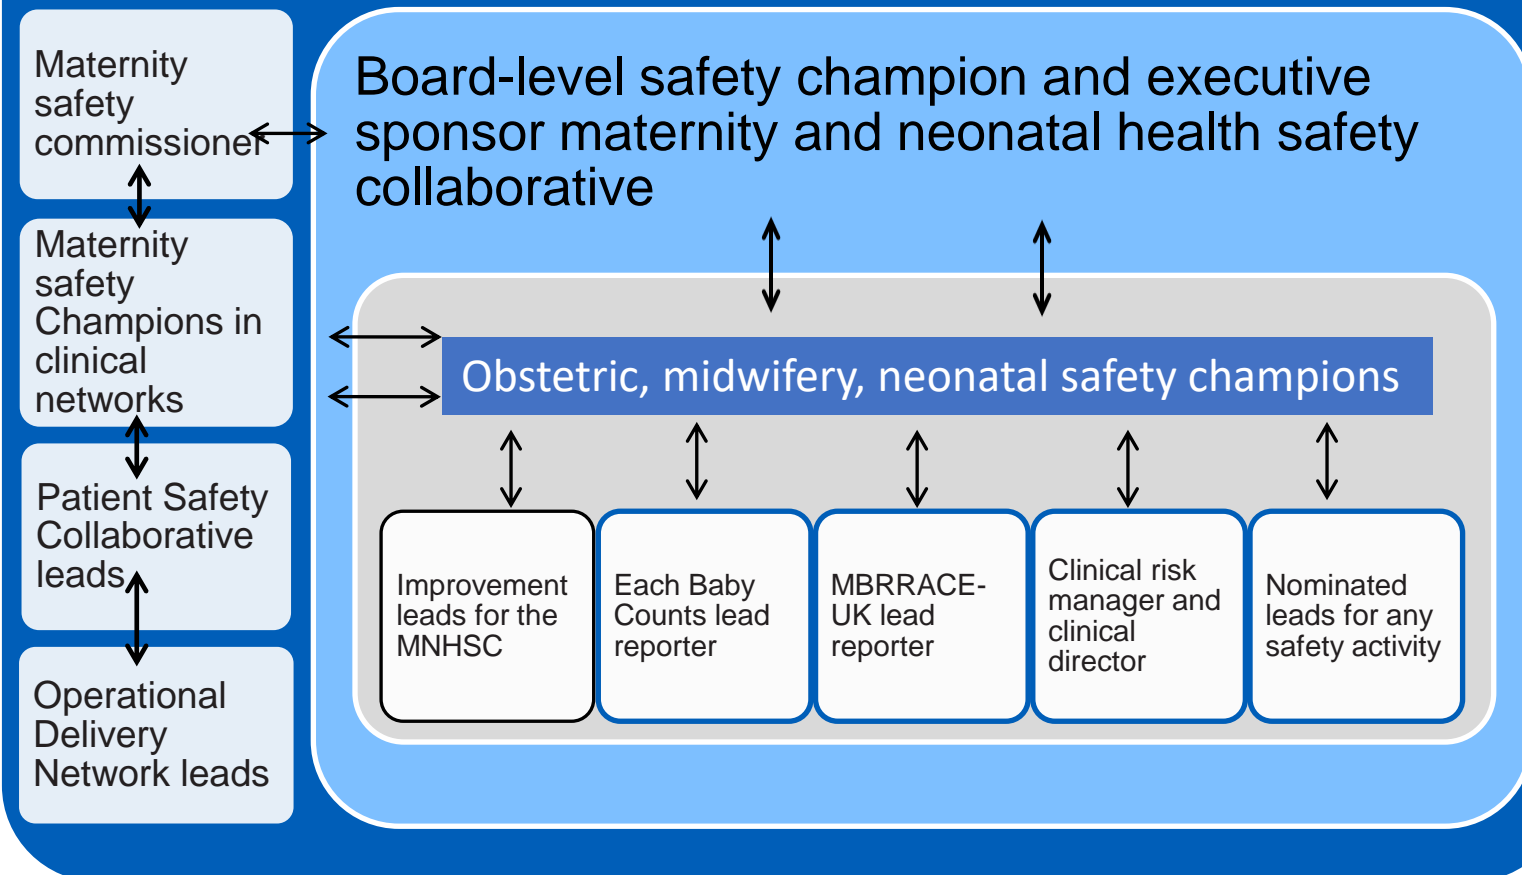 Maternity
safety
commissioner
Maternity
safety
Champions in
clinical
networks
Patient Safety
Collaborative
leads
Operational
Delivery
Network leads
Board-level safety champion and executive
sponsor maternity and neonatal health safety
collaborative
Obstetric, midwifery, neonatal safety champions
Improvement
leads for the
MNHSC
Each Baby
Counts lead
reporter
MBRRACE-
UK lead
reporter
Clinical risk
manager and
clinical
director
Nominated
leads for any
safety activity